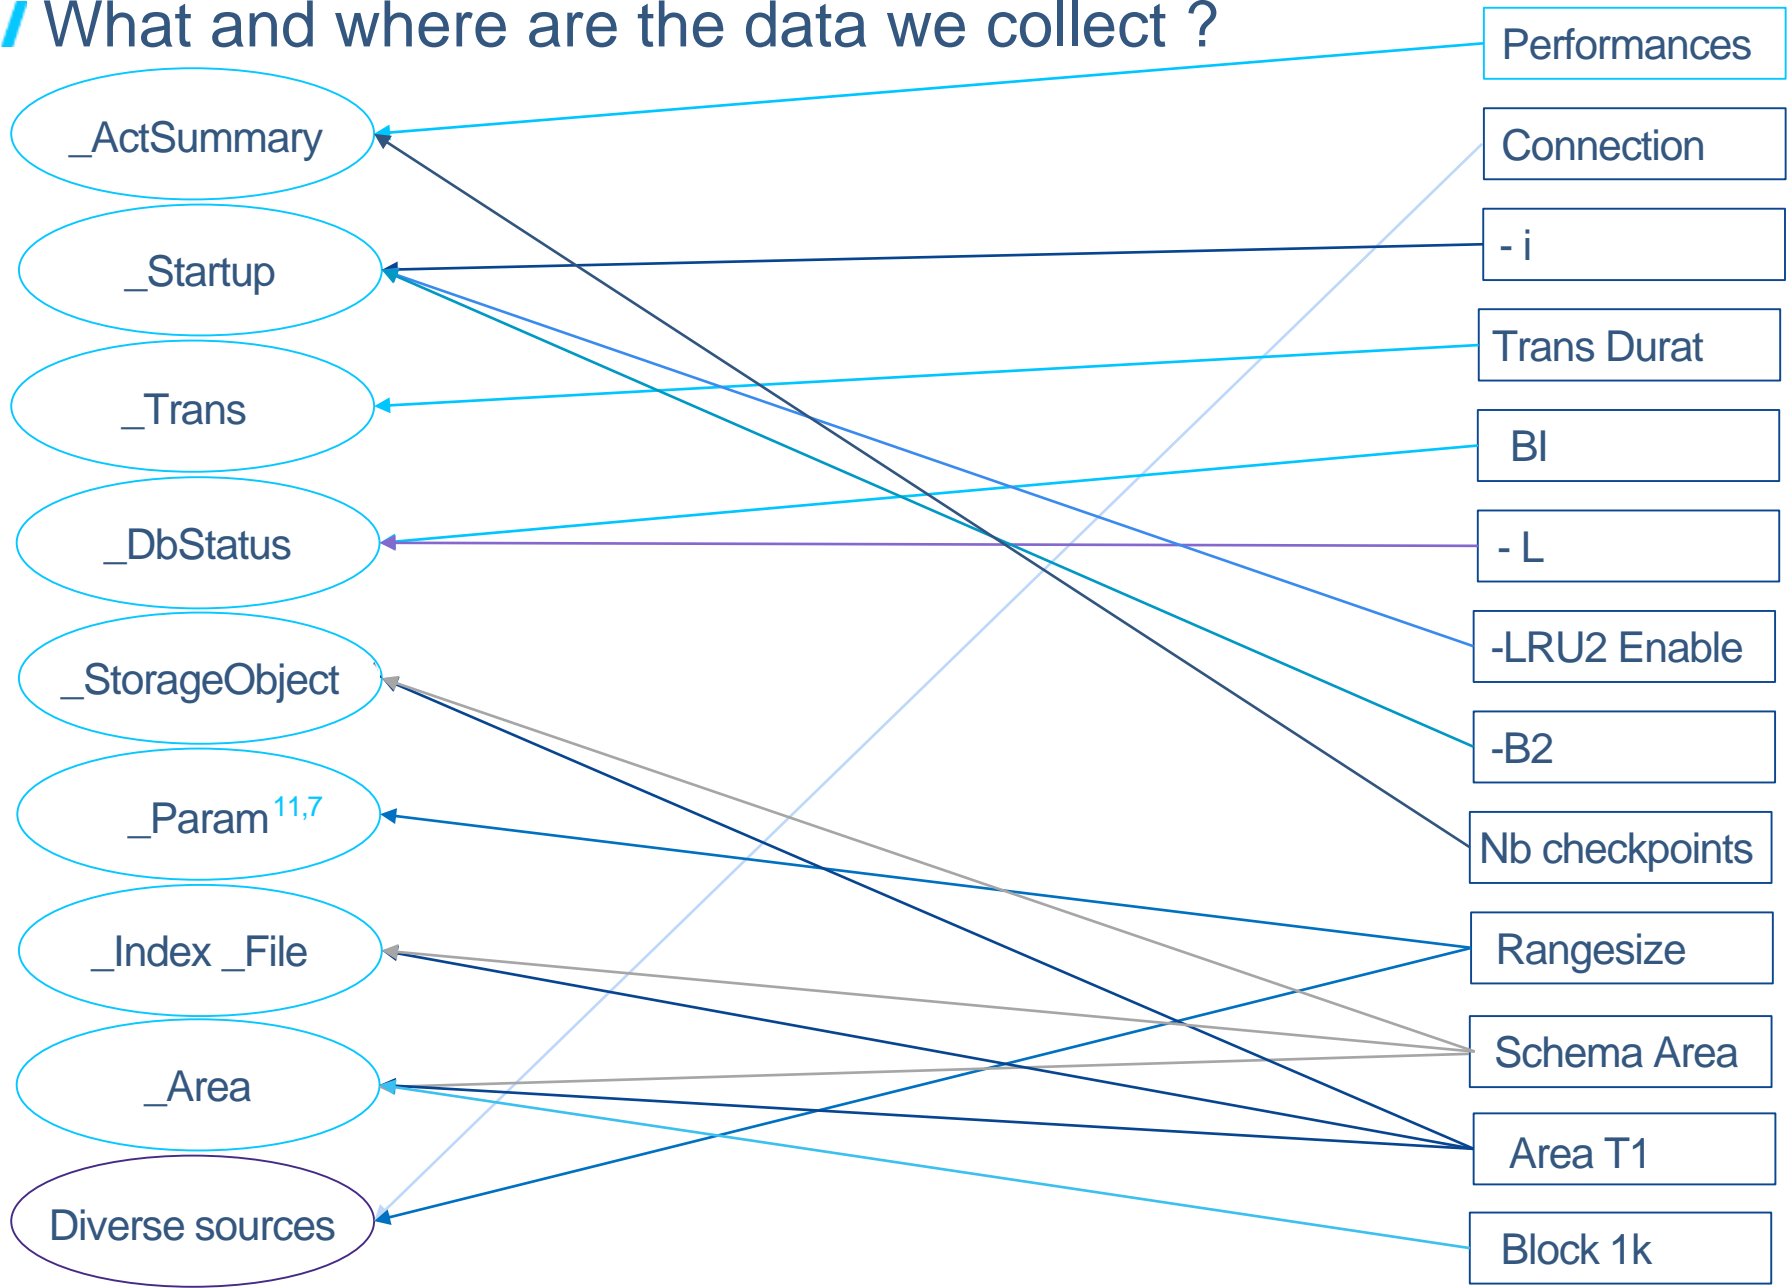 What and where are the data we collect ?
_ActSummary
_Startup
_Trans
_DbStatus
_StorageObject
_Param 11,7
_Index _File
_Area
Diverse sources
Performances
Connection
- i
Trans Durat
BI
- L
-LRU2 Enable
-B2
Nb checkpoints
Rangesize
Schema Area
Area T1
Block 1k